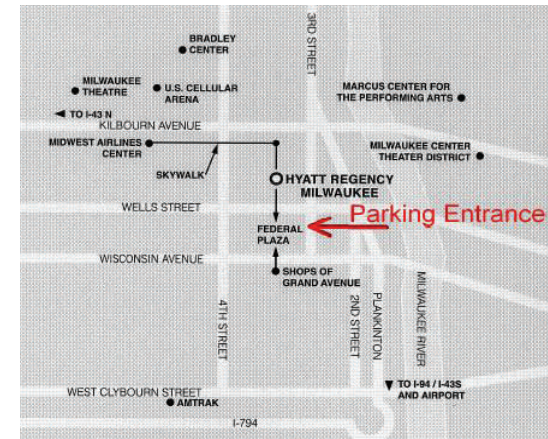 BRADLEY
CENTER
3RD STREET
MILWAUKEE
THEATRE
U.S. CELLULAR
ARENA
MARCUS CENTER FOR
THE PERFORMING ARTS
TO I-43 N
KILBOURN AVENUE
MIDWEST AIRLINES
CENTER
MILWAUKEE CENTER
THEATER DISTRICT
SKYWALK
HYATT REGENCY
MILWAUKEE
WELLS STREET
Parking Entrance
FEDERAL
PLAZA
WISCONSIN AVENUE
SHOPS OF
GRAND AVENUE
4TH STREET
2ND STREET
PLANKINTON
MILWAUKEE RIVER
WEST CLYBOURN STREET
TO I-94 / I-43S
AND AIRPORT
AMTRAK
I-794